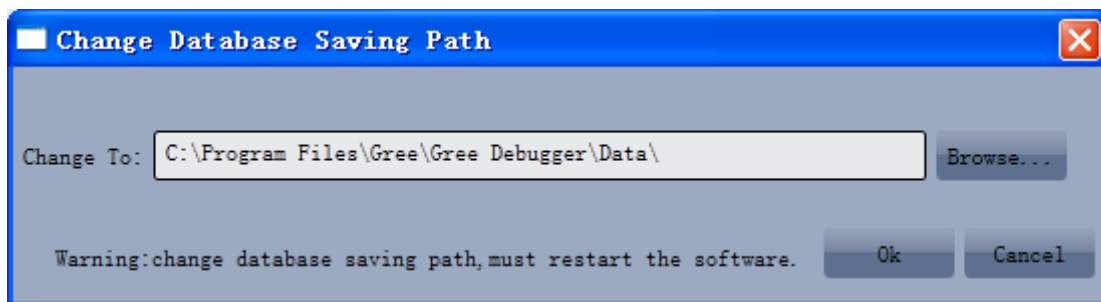 Change Database Saving Path
Change To: C:\Program Files\Gree\Gree Debugger\Data\ Browse...
Warning:change database saving path,must restart the software. Ok Cancel